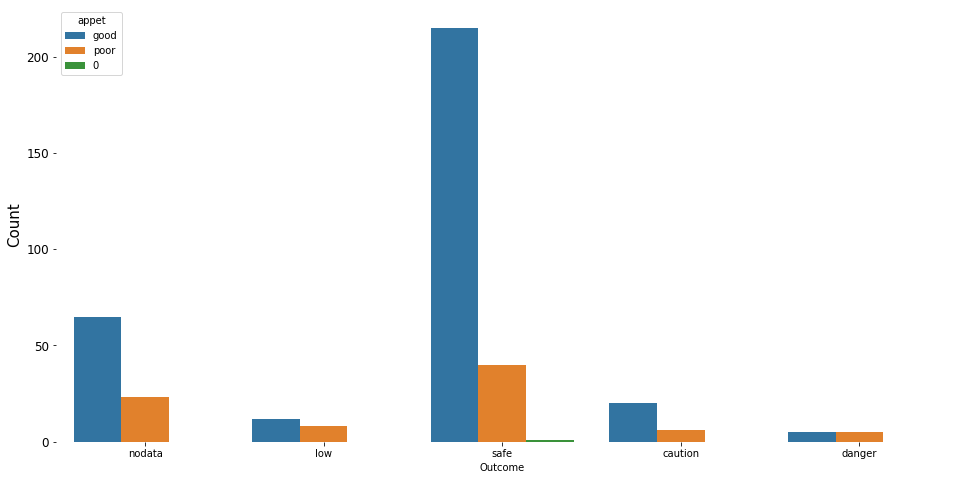 appet
good
poor
0
200
150
100
50
0
Count
nodata
low
safe
caution
danger
Outcome